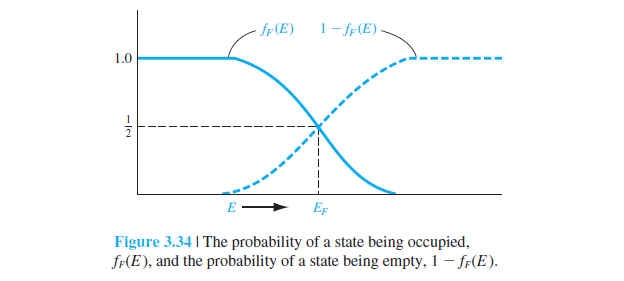 f_F(E) 1 − f_F(E)
1.0
1/2
E
E_F
Figure 3.34 | The probability of a state being occupied,
f_F(E), and the probability of a state being empty, 1 − f_F(E).